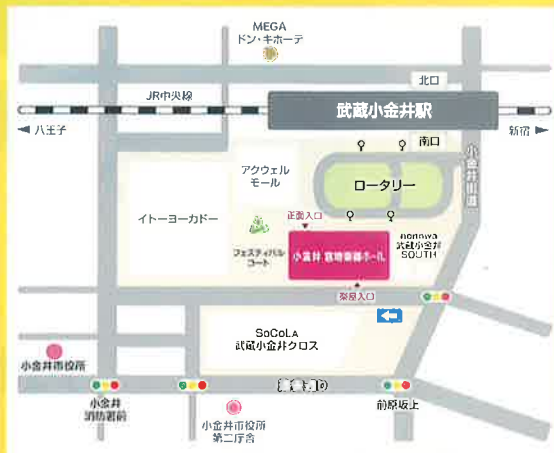 MEGA
ドン・キホーテ
北口
JR中央線
武蔵小金井駅
八王子
新宿
南口
小金井街道
アクウェル
モール
ロータリー
イトーヨーカドー
正面入口
フェスティバル
コート
小金井 宮地楽器ホール
武蔵小金井
SOUTH
楽屋入口
SoCoLA
武蔵小金井クロス
小金井市役所
小金井
消防署前
前原坂上
小金井市役所
第二庁舎